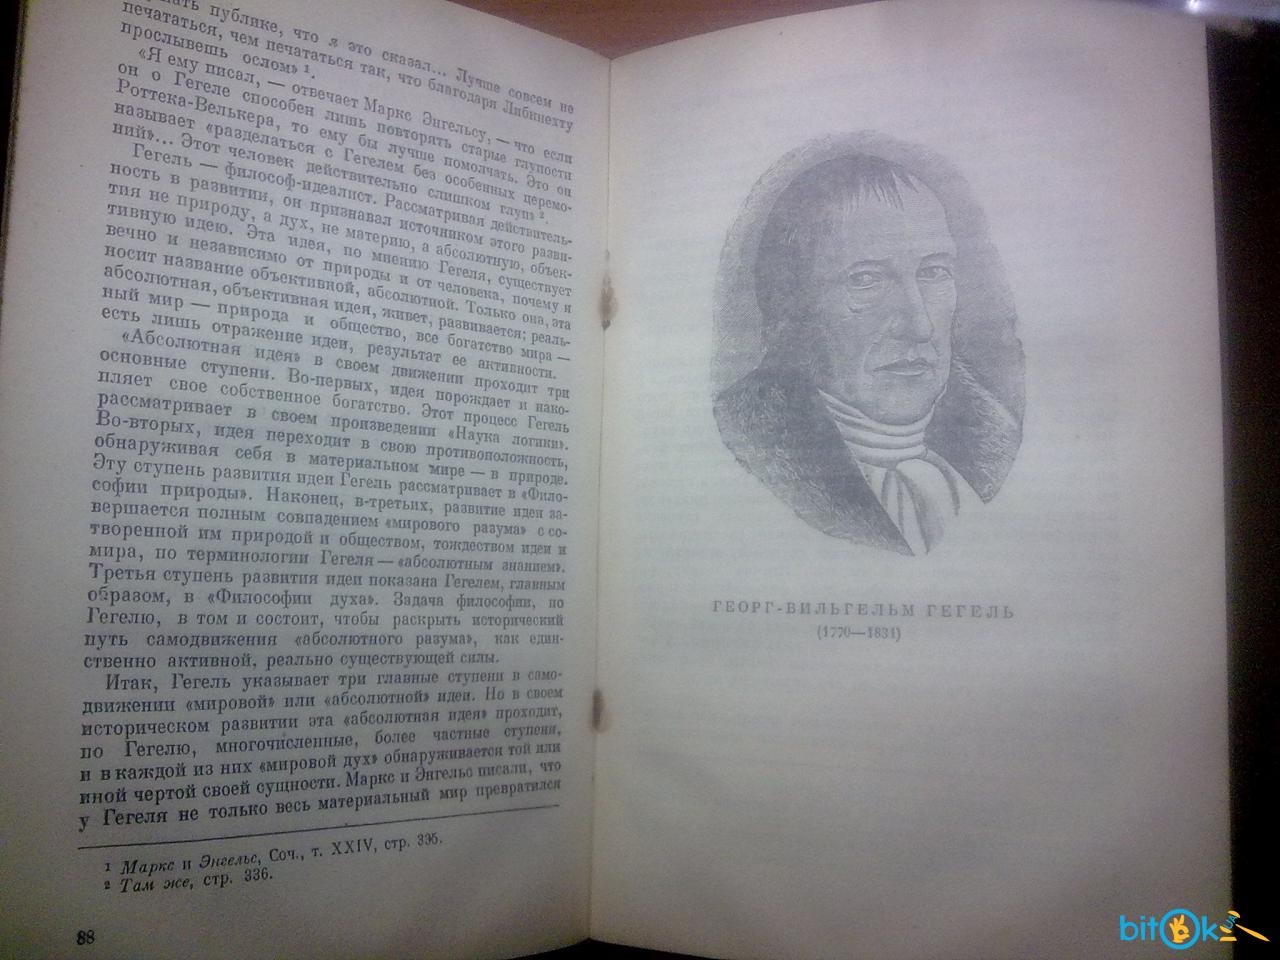 публике, что я это сказал... Лучше совсем не
печататься, чем печататься так, что благодаря Либкнехту
прослывешь ослом» ¹.
«Я ему писал, — отвечает Маркс Энгельсу, — что если
он о Гегеле способен лишь повторять старые глупости
Роттека-Велькера, то ему бы лучше помолчать. Это он
называет «разделаться с Гегелем без особенных церемо-
ний»... Этот человек действительно слишком глуп» ².
Гегель — философ-идеалист. Рассматривая действитель-
ность в развитии, он признавал источником этого разви-
тия не природу, а дух, не материю, а абсолютную, объек-
тивную идею. Эта идея, по мнению Гегеля, существует
вечно и независимо от природы и от человека, почему и
носит название объективной, абсолютной. Только она, эта
абсолютная, объективная идея, живет, развивается; реаль-
ный мир — природа и общество, все богатство мира —
есть лишь отражение идеи, результат ее активности.
«Абсолютная идея» в своем движении проходит три
основные ступени. Во-первых, идея порождает и нако-
пляет свое собственное богатство. Этот процесс Гегель
рассматривает в своем произведении «Наука логики».
Во-вторых, идея переходит в свою противоположность,
обнаруживая себя в материальном мире — в природе.
Эту ступень развития идеи Гегель рассматривает в «Фило-
софии природы». Наконец, в-третьих, развитие идеи за-
вершается полным совпадением «мирового разума» с со-
творенной им природой и обществом, тождеством идеи и
мира, по терминологии Гегеля — «абсолютным знанием».
Третья ступень развития идеи показана Гегелем, главным
образом, в «Философии духа». Задача философии, по
Гегелю, в том и состоит, чтобы раскрыть исторический
путь самодвижения «абсолютного разума», как един-
ственно активной, реально существующей силы.
Итак, Гегель указывает три главные ступени в само-
движении «мировой» или «абсолютной» идеи. Но в своем
историческом развитии эта «абсолютная идея» проходит,
по Гегелю, многочисленные, более частные ступени,
и в каждой из них «мировой дух» обнаруживается той или
иной чертой своей сущности. Маркс и Энгельс писали, что
у Гегеля не только весь материальный мир превратился
¹ Маркс и Энгельс, Соч., т. XXIV, стр. 335.
² Там же, стр. 336.
88
ГЕОРГ-ВИЛЬГЕЛЬМ ГЕГЕЛЬ
(1770—1831)
bitOk
UA